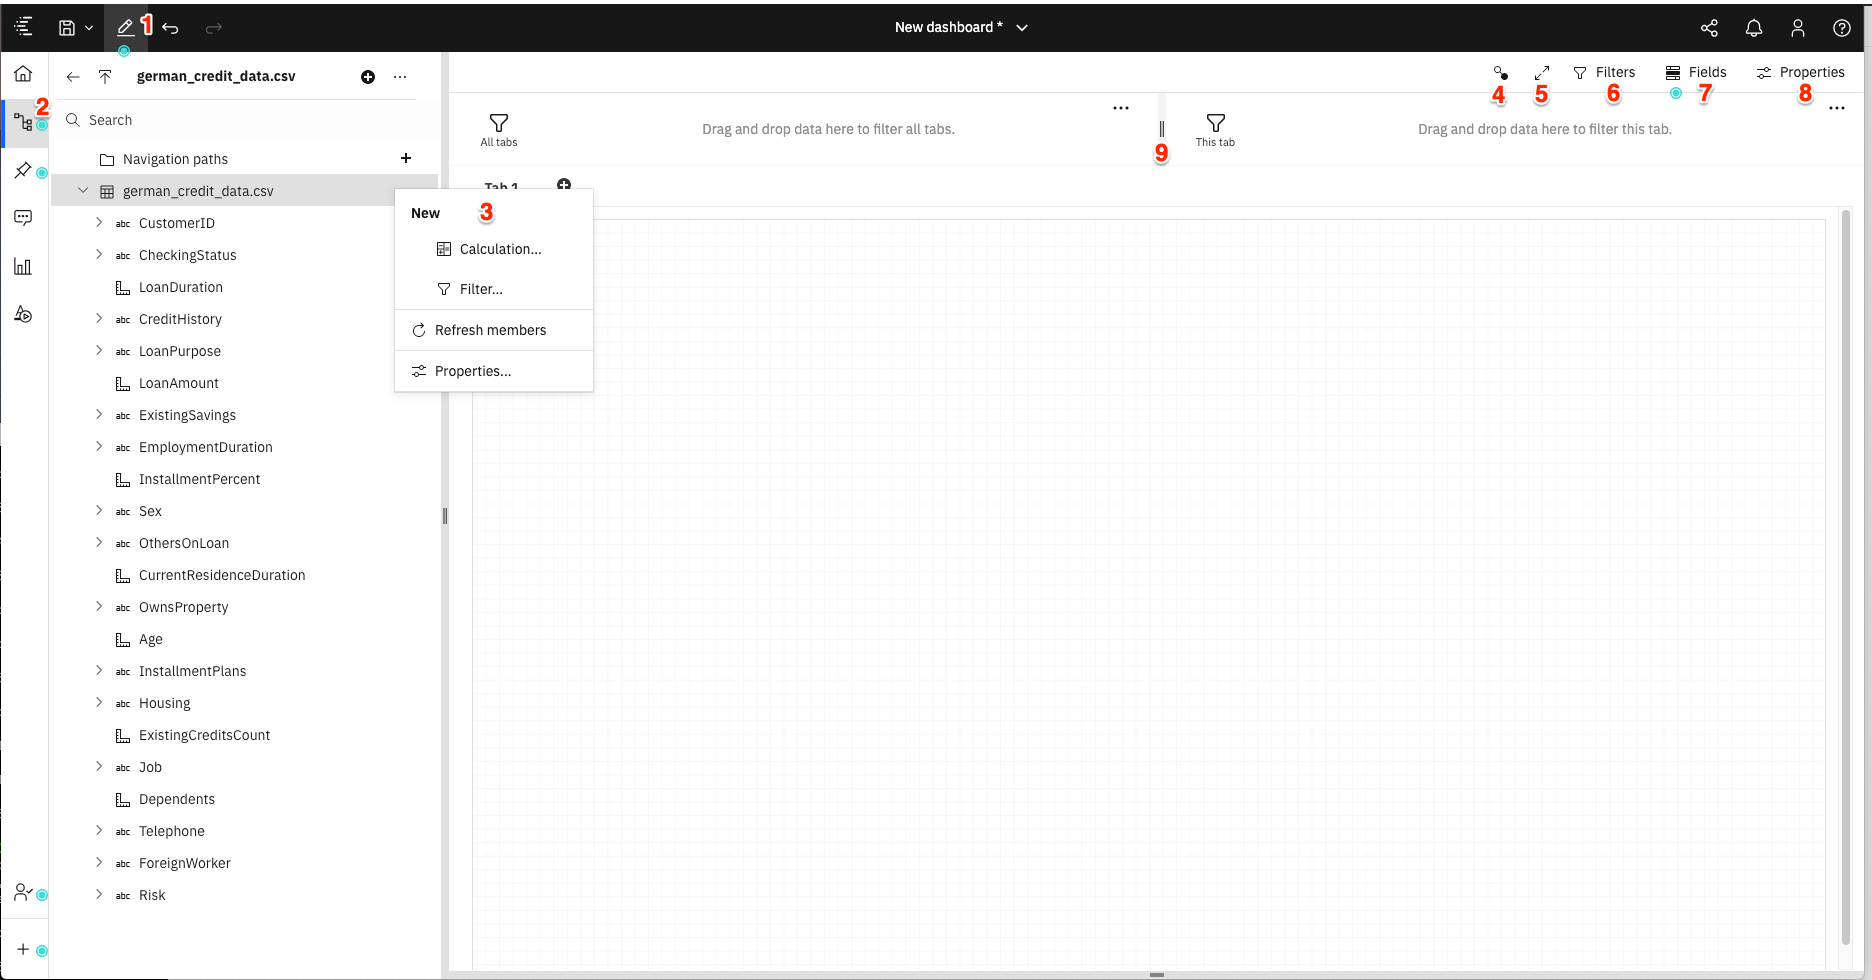 1
New dashboard *
german_credit_data.csv
Filters
Fields
Properties
2
4
5
6
7
8
Search
All tabs
Drag and drop data here to filter all tabs.
9
This tab
Drag and drop data here to filter this tab.
Navigation paths
german_credit_data.csv
Tab 1
New
3
Calculation...
Filter...
Refresh members
Properties...
abc CustomerID
abc CheckingStatus
LoanDuration
abc CreditHistory
abc LoanPurpose
LoanAmount
abc ExistingSavings
abc EmploymentDuration
InstallmentPercent
abc Sex
abc OthersOnLoan
CurrentResidenceDuration
abc OwnsProperty
Age
abc InstallmentPlans
abc Housing
ExistingCreditsCount
abc Job
Dependents
abc Telephone
abc ForeignWorker
abc Risk